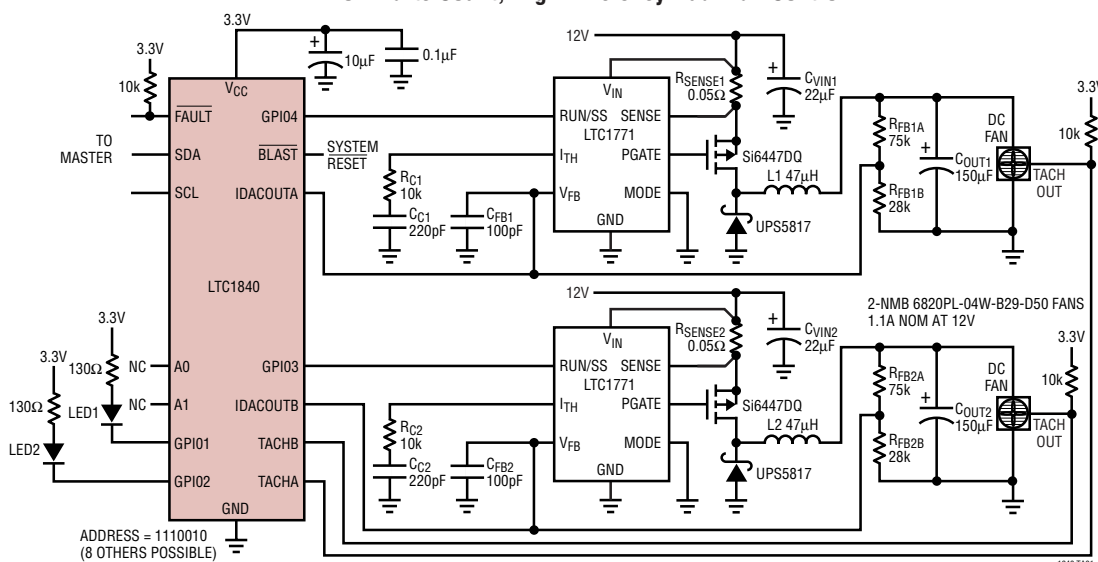 3.3V
3.3V
10k
10µF
0.1µF
VCC
FAULT
GPIO4
TO
MASTER
SDA
BLAST
SYSTEM
RESET
SCL
IDACOUTA
RC1
10k
CC1
220pF
CFB1
100pF
12V
VIN
RUN/SS
SENSE
LTC1771
ITH
PGATE
VFB
MODE
GND
RSENSE1
0.05Ω
CVIN1
22µF
Si6447DQ
L1 47µH
UPS5817
RFB1A
75k
RFB1B
28k
COUT1
150µF
DC
FAN
TACH
OUT
3.3V
10k
LTC1840
3.3V
3.3V
130Ω
130Ω
LED1
LED2
NC
A0
NC
A1
GPIO1
GPIO2
GPIO3
IDACOUTB
TACHB
TACHA
GND
ADDRESS = 1110010
(8 OTHERS POSSIBLE)
RC2
10k
CC2
220pF
CFB2
100pF
12V
VIN
RUN/SS
SENSE
LTC1771
ITH
PGATE
VFB
MODE
GND
RSENSE2
0.05Ω
CVIN2
22µF
Si6447DQ
L2 47µH
UPS5817
2-NMB 6820PL-04W-B29-D50 FANS
1.1A NOM AT 12V
RFB2A
75k
RFB2B
28k
COUT2
150µF
DC
FAN
TACH
OUT
3.3V
10k